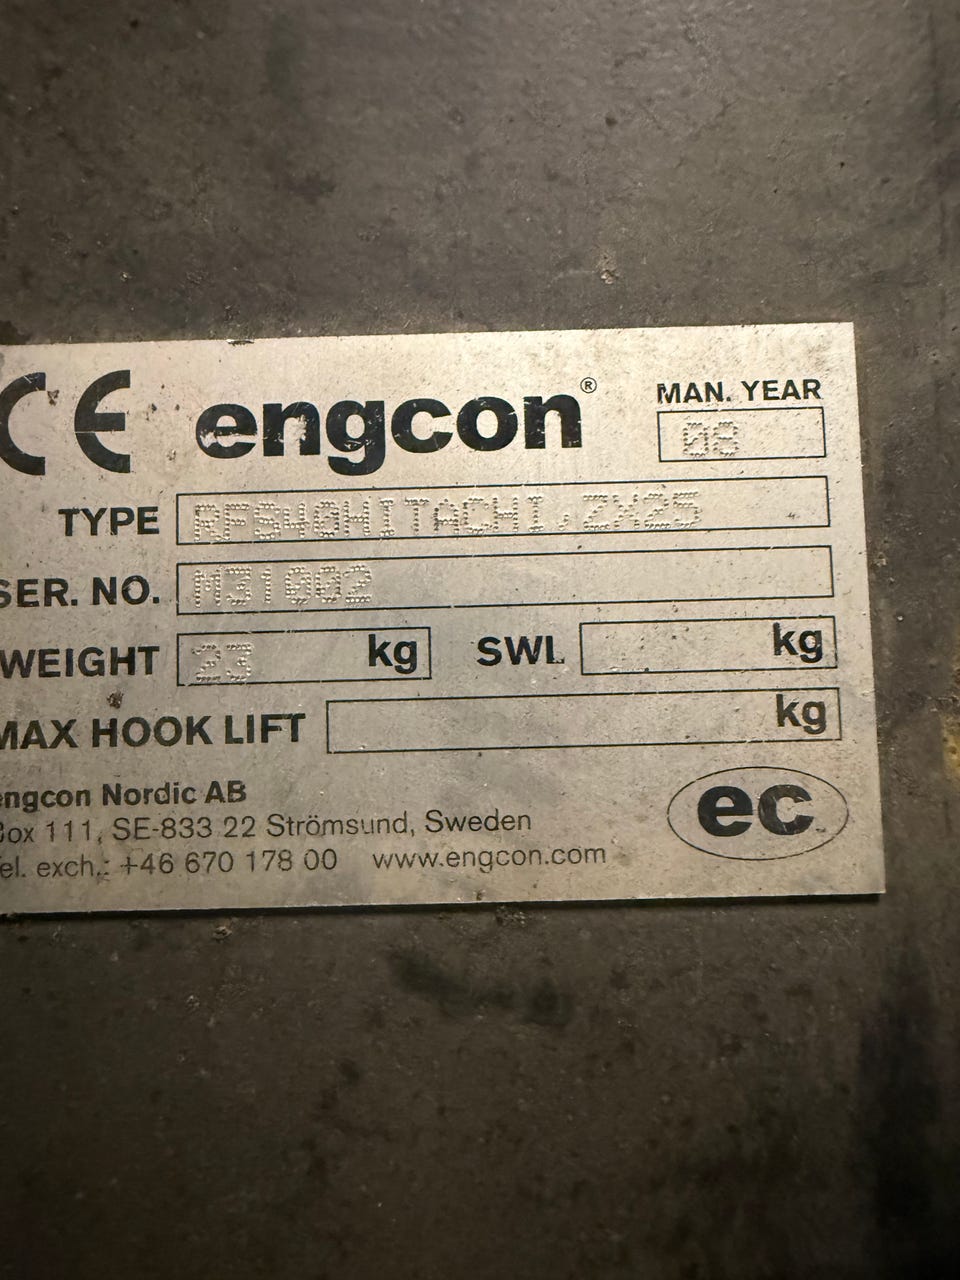 CE engcon® MAN. YEAR
08
TYPE RFS40HITACHI.ZX25
SER. NO. M31002
WEIGHT 23 kg SWL kg
MAX HOOK LIFT kg
engcon Nordic AB
Box 111, SE-833 22 Strömsund, Sweden
Tel. exch.: +46 670 178 00 www.engcon.com
ec